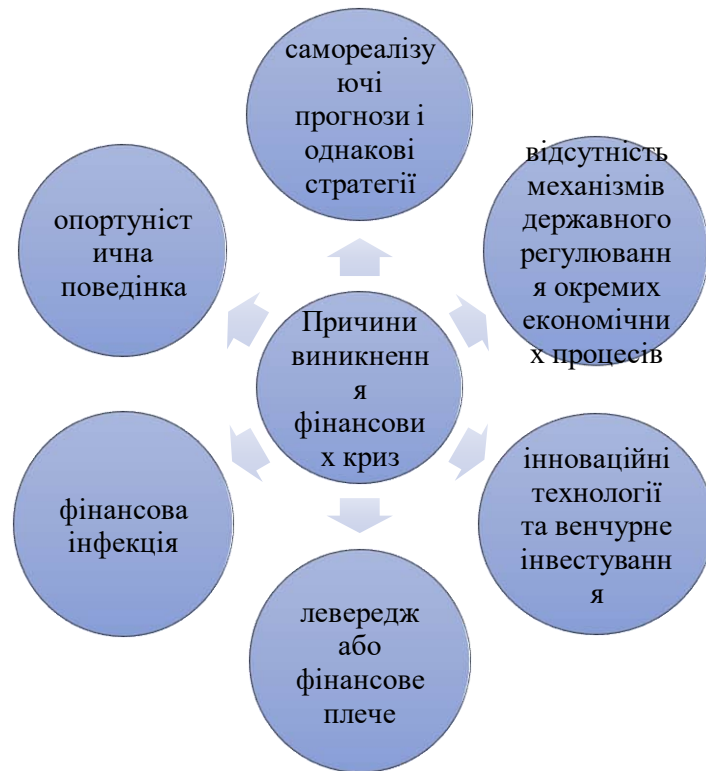 самореалізу
ючі
прогнози і
однакові
стратегії
відсутність
механізмів
державного
регулюванн
я окремих
економічни
х процесів
інноваційні
технології
та венчурне
інвестуванн
я
левередж
або
фінансове
плече
фінансова
інфекція
опортуніст
ична
поведінка
Причини
виникненн
я
фінансови
х криз